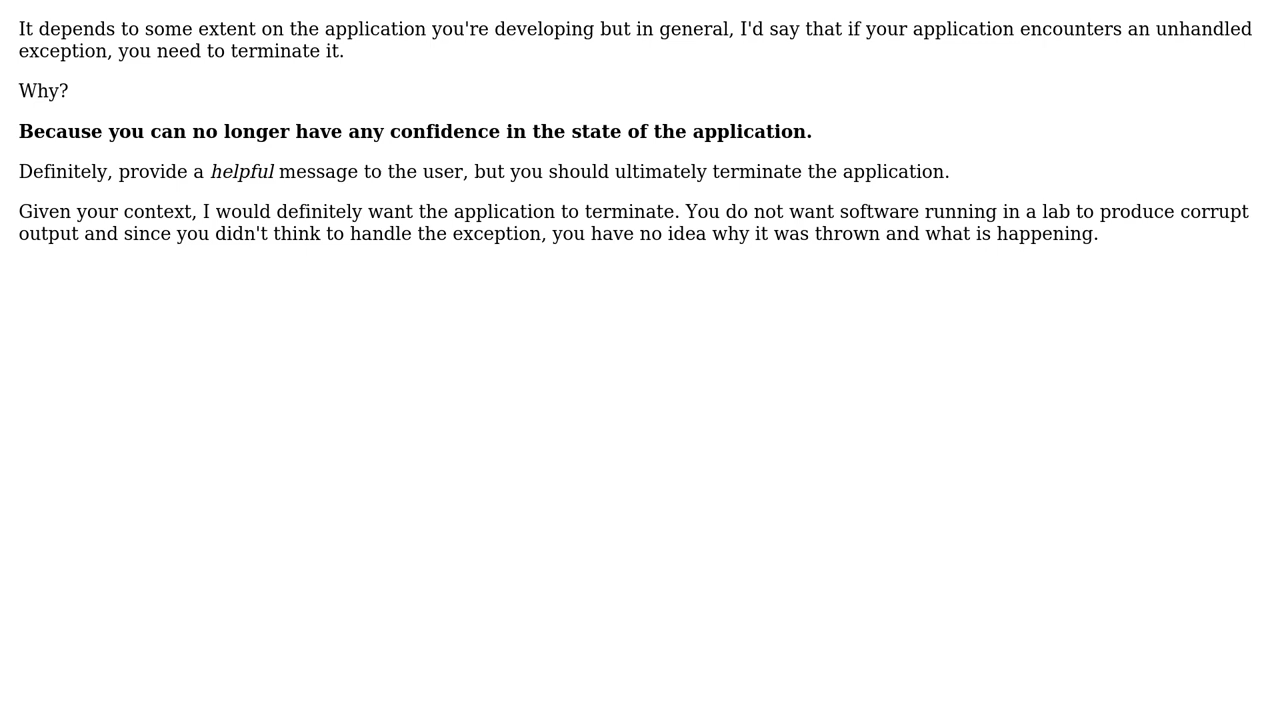 It depends to some extent on the application you're developing but in general, I'd say that if your application encounters an unhandled
exception, you need to terminate it.
Why?
Because you can no longer have any confidence in the state of the application.
Definitely, provide a helpful message to the user, but you should ultimately terminate the application.
Given your context, I would definitely want the application to terminate. You do not want software running in a lab to produce corrupt
output and since you didn't think to handle the exception, you have no idea why it was thrown and what is happening.